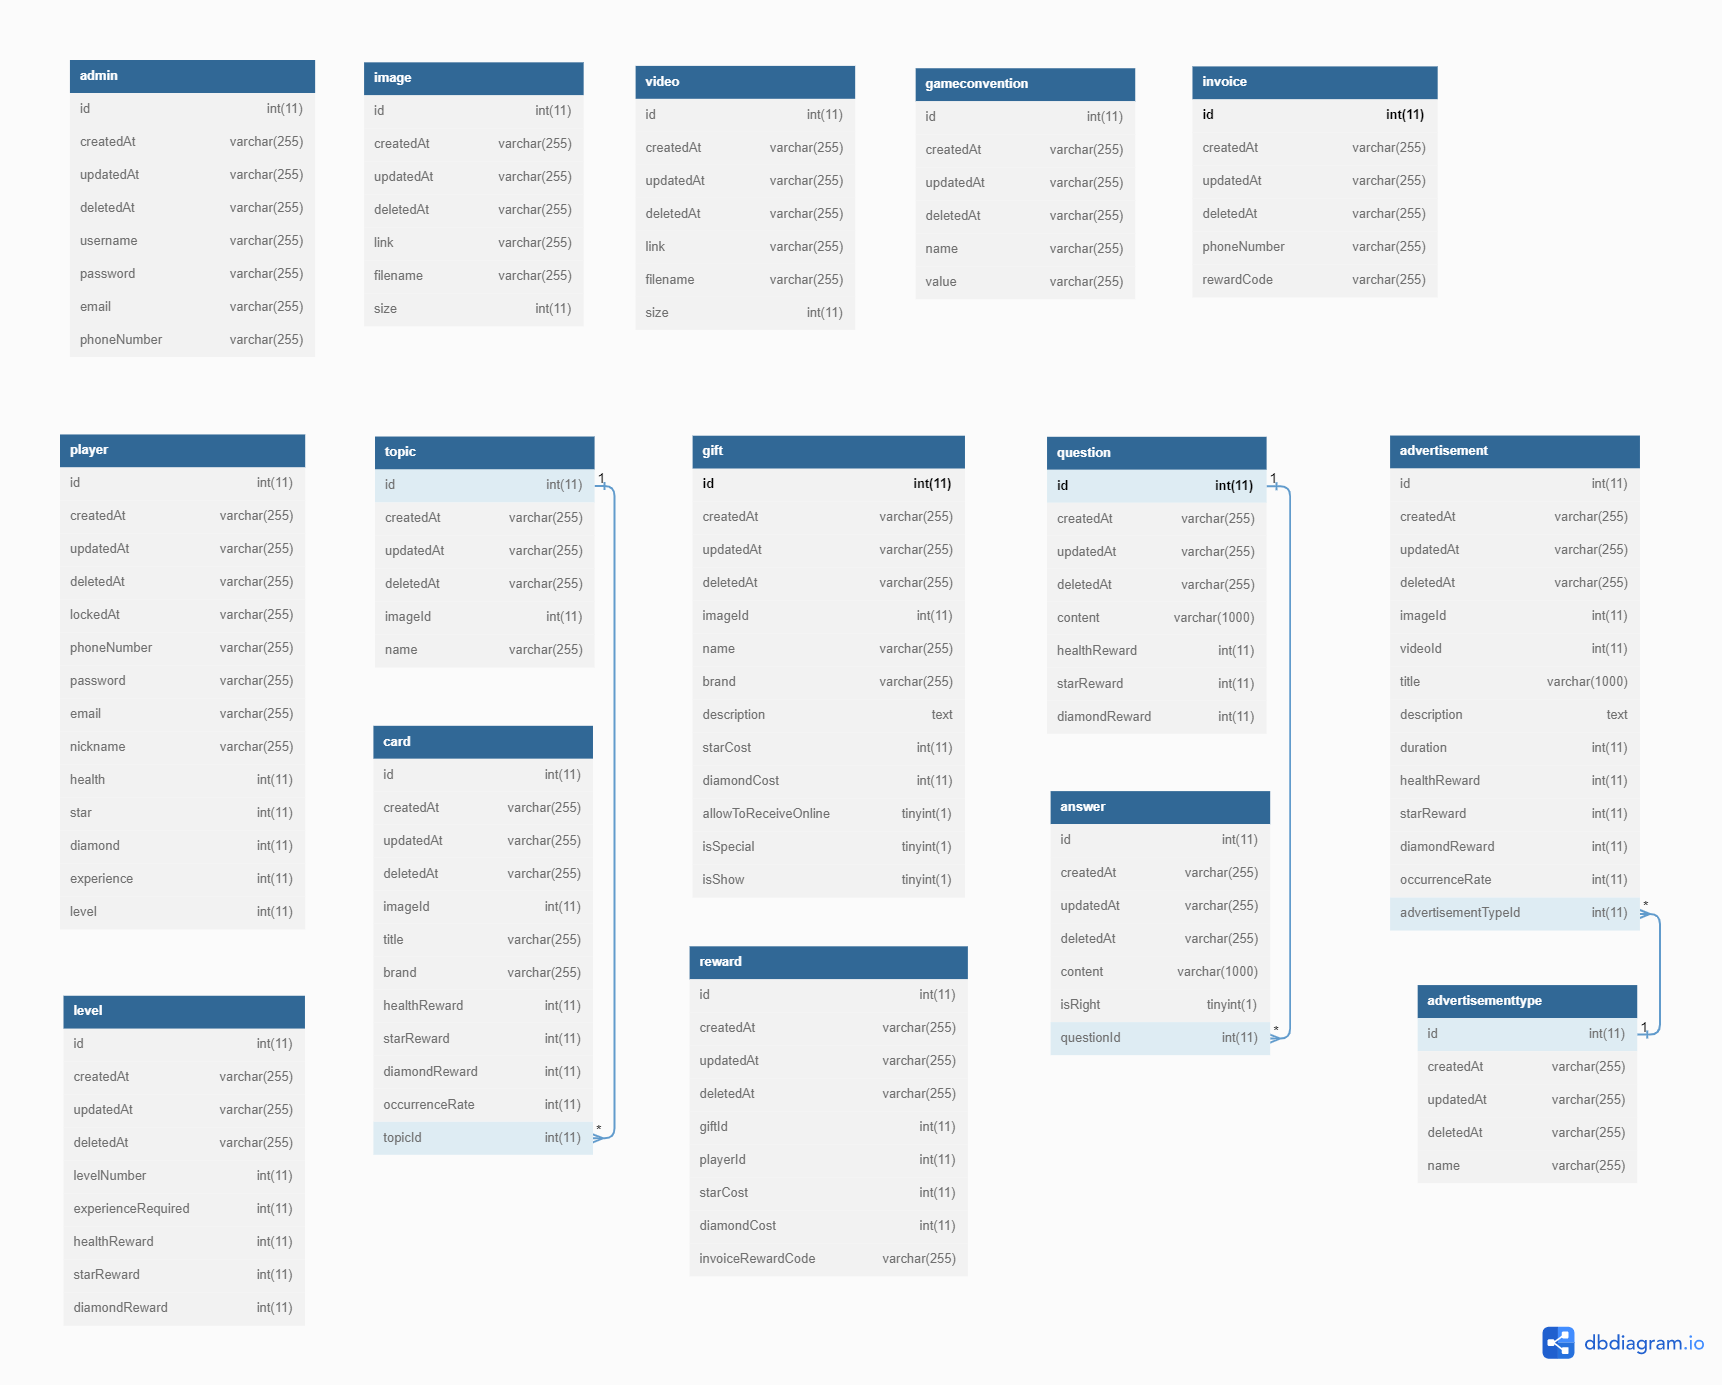 admin
id int(11)
createdAt varchar(255)
updatedAt varchar(255)
deletedAt varchar(255)
username varchar(255)
password varchar(255)
email varchar(255)
phoneNumber varchar(255)
image
id int(11)
createdAt varchar(255)
updatedAt varchar(255)
deletedAt varchar(255)
link varchar(255)
filename varchar(255)
size int(11)
video
id int(11)
createdAt varchar(255)
updatedAt varchar(255)
deletedAt varchar(255)
link varchar(255)
filename varchar(255)
size int(11)
gameconvention
id int(11)
createdAt varchar(255)
updatedAt varchar(255)
deletedAt varchar(255)
name varchar(255)
value varchar(255)
invoice
id int(11)
createdAt varchar(255)
updatedAt varchar(255)
deletedAt varchar(255)
phoneNumber varchar(255)
rewardCode varchar(255)
player
id int(11)
createdAt varchar(255)
updatedAt varchar(255)
deletedAt varchar(255)
lockedAt varchar(255)
phoneNumber varchar(255)
password varchar(255)
email varchar(255)
nickname varchar(255)
health int(11)
star int(11)
diamond int(11)
experience int(11)
level int(11)
level
id int(11)
createdAt varchar(255)
updatedAt varchar(255)
deletedAt varchar(255)
levelNumber int(11)
experienceRequired int(11)
healthReward int(11)
starReward int(11)
diamondReward int(11)
topic
id int(11) 1
createdAt varchar(255)
updatedAt varchar(255)
deletedAt varchar(255)
imageId int(11)
name varchar(255)
card
id int(11)
createdAt varchar(255)
updatedAt varchar(255)
deletedAt varchar(255)
imageId int(11)
title varchar(255)
brand varchar(255)
healthReward int(11)
starReward int(11)
diamondReward int(11)
occurrenceRate int(11)
topicId int(11) *
gift
id int(11)
createdAt varchar(255)
updatedAt varchar(255)
deletedAt varchar(255)
imageId int(11)
name varchar(255)
brand varchar(255)
description text
starCost int(11)
diamondCost int(11)
allowToReceiveOnline tinyint(1)
isSpecial tinyint(1)
isShow tinyint(1)
reward
id int(11)
createdAt varchar(255)
updatedAt varchar(255)
deletedAt varchar(255)
giftId int(11)
playerId int(11)
starCost int(11)
diamondCost int(11)
invoiceRewardCode varchar(255)
question
id int(11) 1
createdAt varchar(255)
updatedAt varchar(255)
deletedAt varchar(255)
content varchar(1000)
healthReward int(11)
starReward int(11)
diamondReward int(11)
answer
id int(11)
createdAt varchar(255)
updatedAt varchar(255)
deletedAt varchar(255)
content varchar(1000)
isRight tinyint(1)
questionId int(11) *
advertisement
id int(11)
createdAt varchar(255)
updatedAt varchar(255)
deletedAt varchar(255)
imageId int(11)
videoId int(11)
title varchar(1000)
description text
duration int(11)
healthReward int(11)
starReward int(11)
diamondReward int(11)
occurrenceRate int(11)
advertisementTypeId int(11) *
advertisementtype
id int(11) 1
createdAt varchar(255)
updatedAt varchar(255)
deletedAt varchar(255)
name varchar(255)
dbdiagram.io